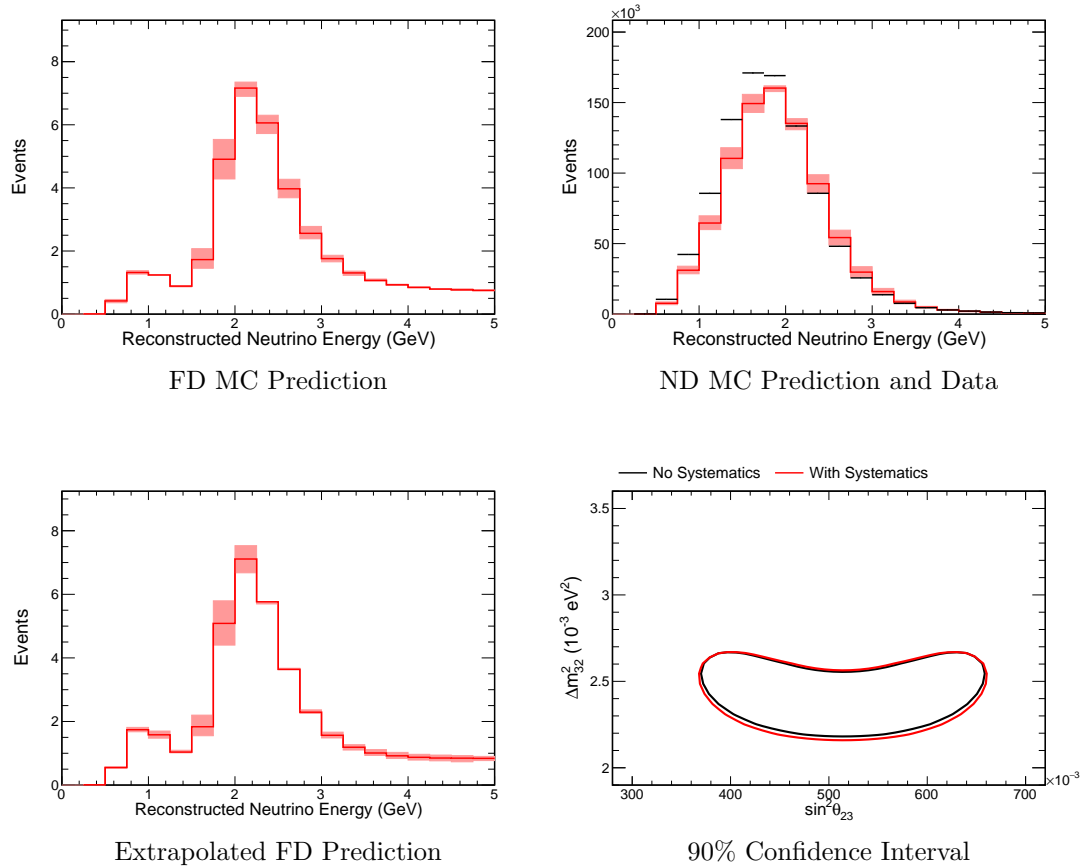 8
6
4
2
0
Events
0 1 2 3 4 5
Reconstructed Neutrino Energy (GeV)
FD MC Prediction
×10³
200
150
100
50
0
Events
0 1 2 3 4 5
Reconstructed Neutrino Energy (GeV)
ND MC Prediction and Data
8
6
4
2
0
Events
0 1 2 3 4 5
Reconstructed Neutrino Energy (GeV)
Extrapolated FD Prediction
No Systematics With Systematics
3.5
3
2.5
2
Δm²₃₂ (10⁻³ eV²)
300 400 500 600 700
×10⁻³
sin²θ₂₃
90% Confidence Interval